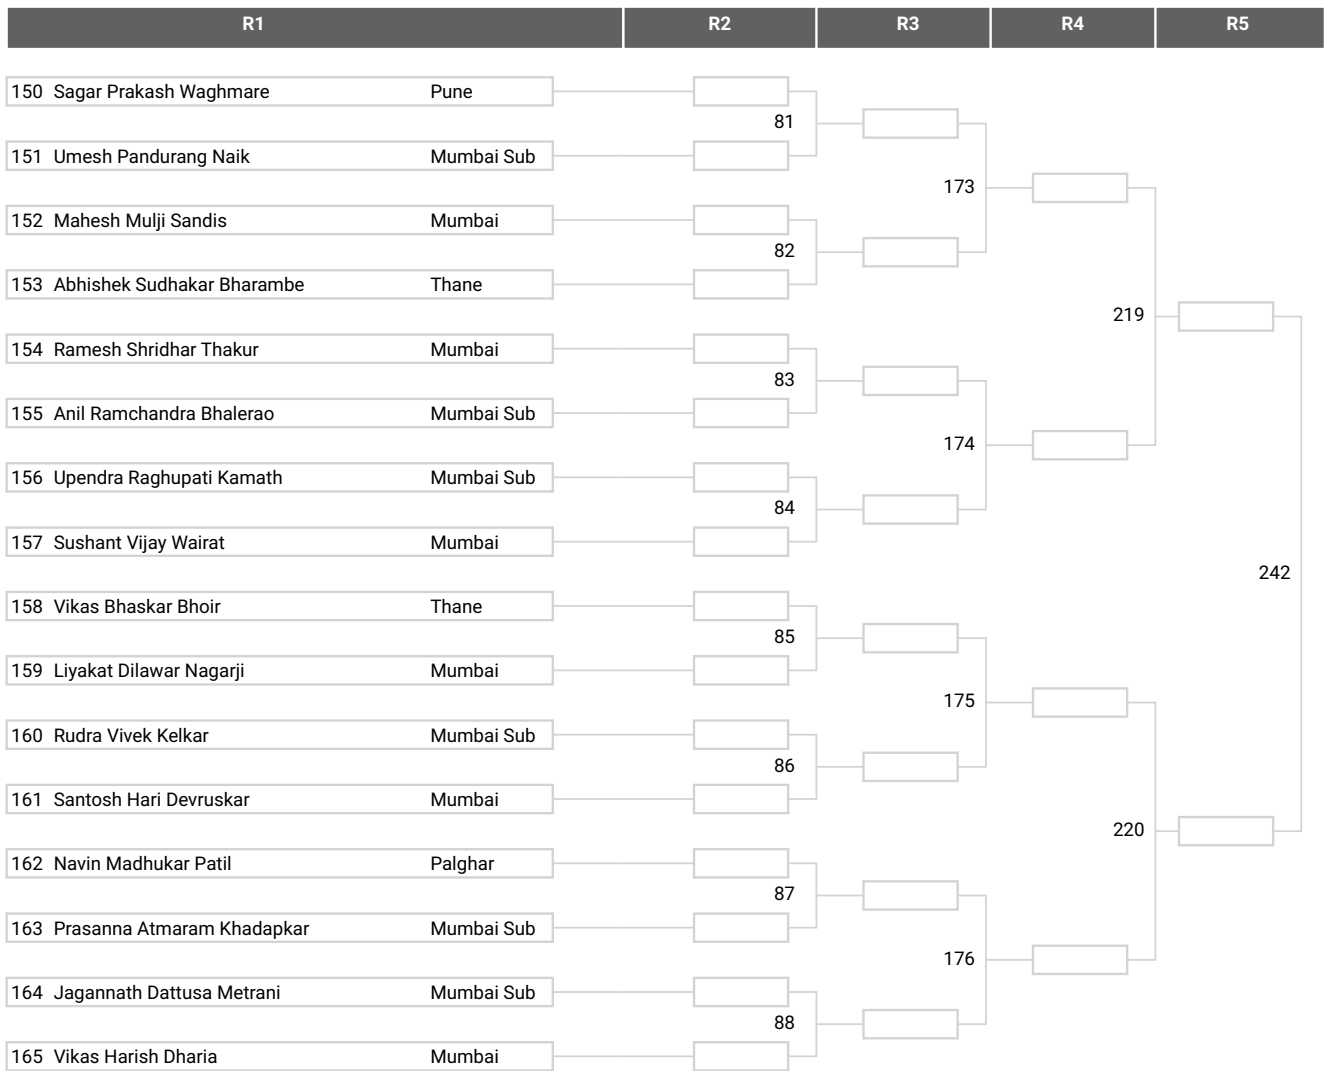 R1 R2 R3 R4 R5
150 Sagar Prakash Waghmare Pune
81
151 Umesh Pandurang Naik Mumbai Sub
173
152 Mahesh Mulji Sandis Mumbai
82
153 Abhishek Sudhakar Bharambe Thane
219
154 Ramesh Shridhar Thakur Mumbai
83
155 Anil Ramchandra Bhalerao Mumbai Sub
174
156 Upendra Raghupati Kamath Mumbai Sub
84
157 Sushant Vijay Wairat Mumbai
242
158 Vikas Bhaskar Bhoir Thane
85
159 Liyakat Dilawar Nagarji Mumbai
175
160 Rudra Vivek Kelkar Mumbai Sub
86
161 Santosh Hari Devruskar Mumbai
220
162 Navin Madhukar Patil Palghar
87
163 Prasanna Atmaram Khadapkar Mumbai Sub
176
164 Jagannath Dattusa Metrani Mumbai Sub
88
165 Vikas Harish Dharia Mumbai